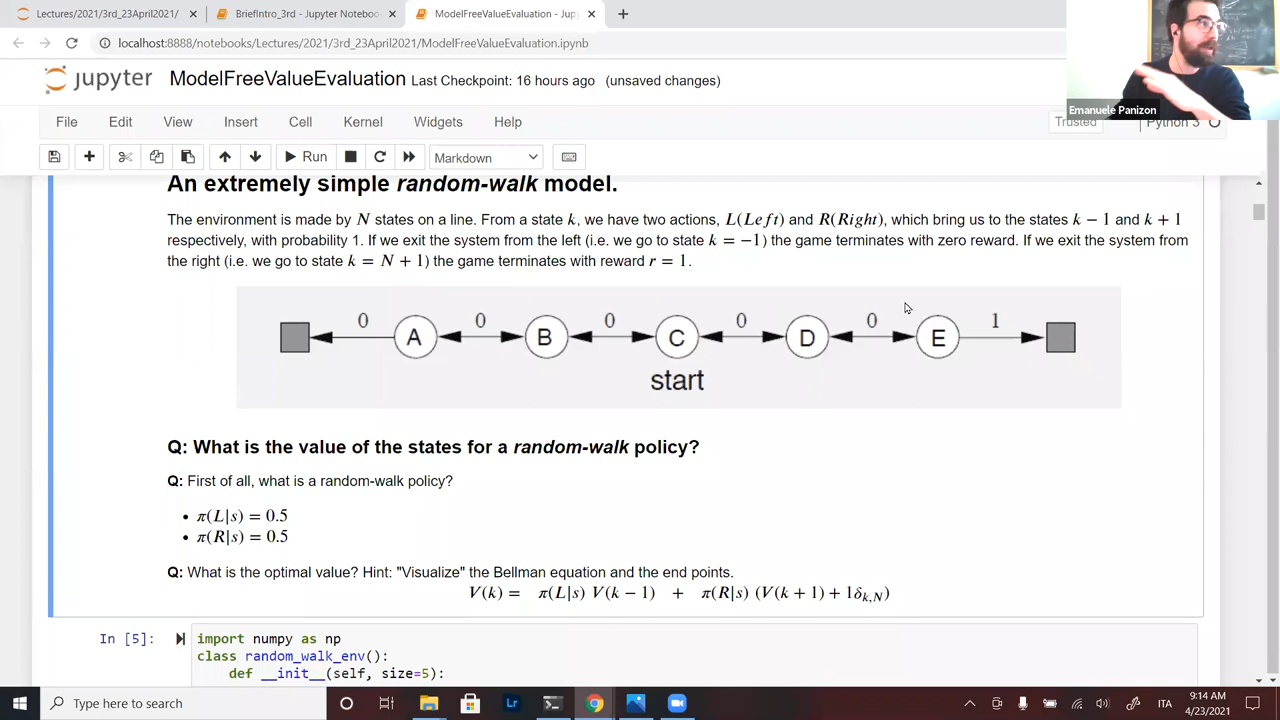 Lectures/2021/3rd_23April2021/
BriefIntro_3rd - Jupyter Notebo
ModelFreeValueEvaluation - Jup
localhost:8888/notebooks/Lectures/2021/3rd_23April2021/ModelFreeValueEvaluation.ipynb
jupyter ModelFreeValueEvaluation Last Checkpoint: 16 hours ago (unsaved changes)
Emanuele Panizon
File Edit View Insert Cell Kernel Widgets Help Trusted Python 3
Run Markdown
An extremely simple random-walk model.
The environment is made by N states on a line. From a state k, we have two actions, L(Left) and R(Right), which bring us to the states k − 1 and k + 1
respectively, with probability 1. If we exit the system from the left (i.e. we go to state k = −1) the game terminates with zero reward. If we exit the system from
the right (i.e. we go to state k = N + 1) the game terminates with reward r = 1.
0 0 0 0 0 1
A B C D E
start
Q: What is the value of the states for a random-walk policy?
Q: First of all, what is a random-walk policy?
• π(L|s) = 0.5
• π(R|s) = 0.5
Q: What is the optimal value? Hint: "Visualize" the Bellman equation and the end points.
V(k) = π(L|s) V(k − 1) + π(R|s) (V(k + 1) + 1δk,N)
In [5]: import numpy as np
class random_walk_env():
def __init__(self, size=5):
Type here to search
Lr
ITA
9:14 AM
4/23/2021